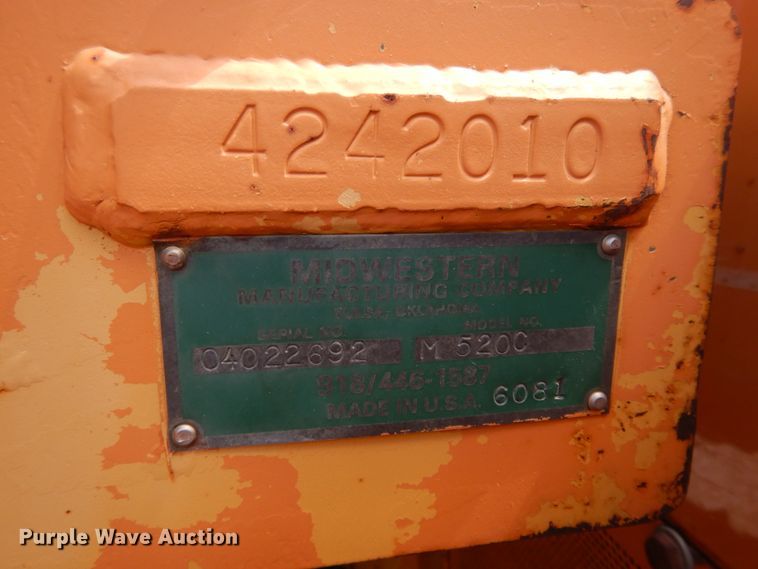 4242010
MIDWESTERN
MANUFACTURING COMPANY
TULSA, OKLAHOMA
SERIAL NO. MODEL NO.
04022692 M 520C
918/446-1587
MADE IN U.S.A. 6081
Purple Wave Auction®